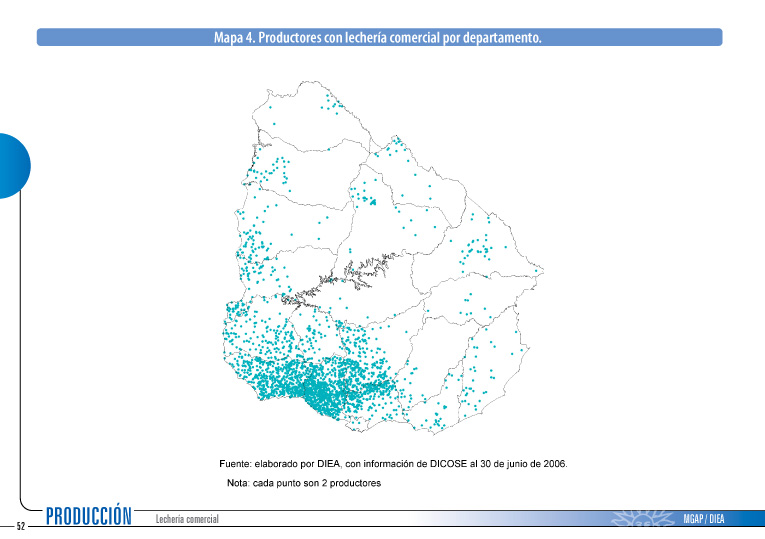 Mapa 4. Productores con lechería comercial por departamento.
Fuente: elaborado por DIEA, con información de DICOSE al 30 de junio de 2006.
Nota: cada punto son 2 productores
52
PRODUCCIÓN
Lechería comercial
MGAP / DIEA